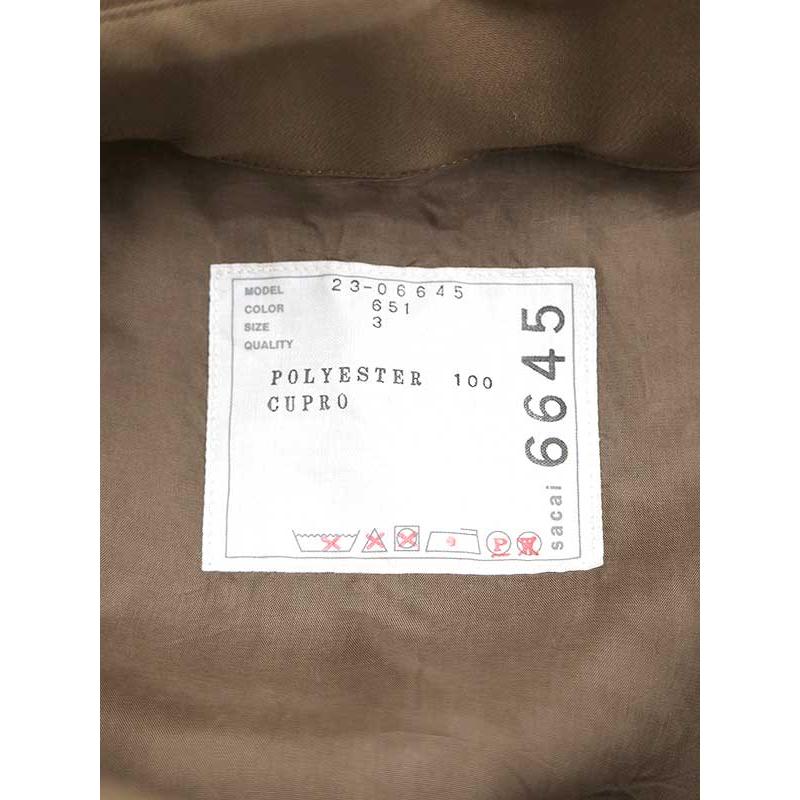 MODEL 23-06645
COLOR 651
SIZE 3
QUALITY
POLYESTER 100
CUPRO
P
sacai 6645